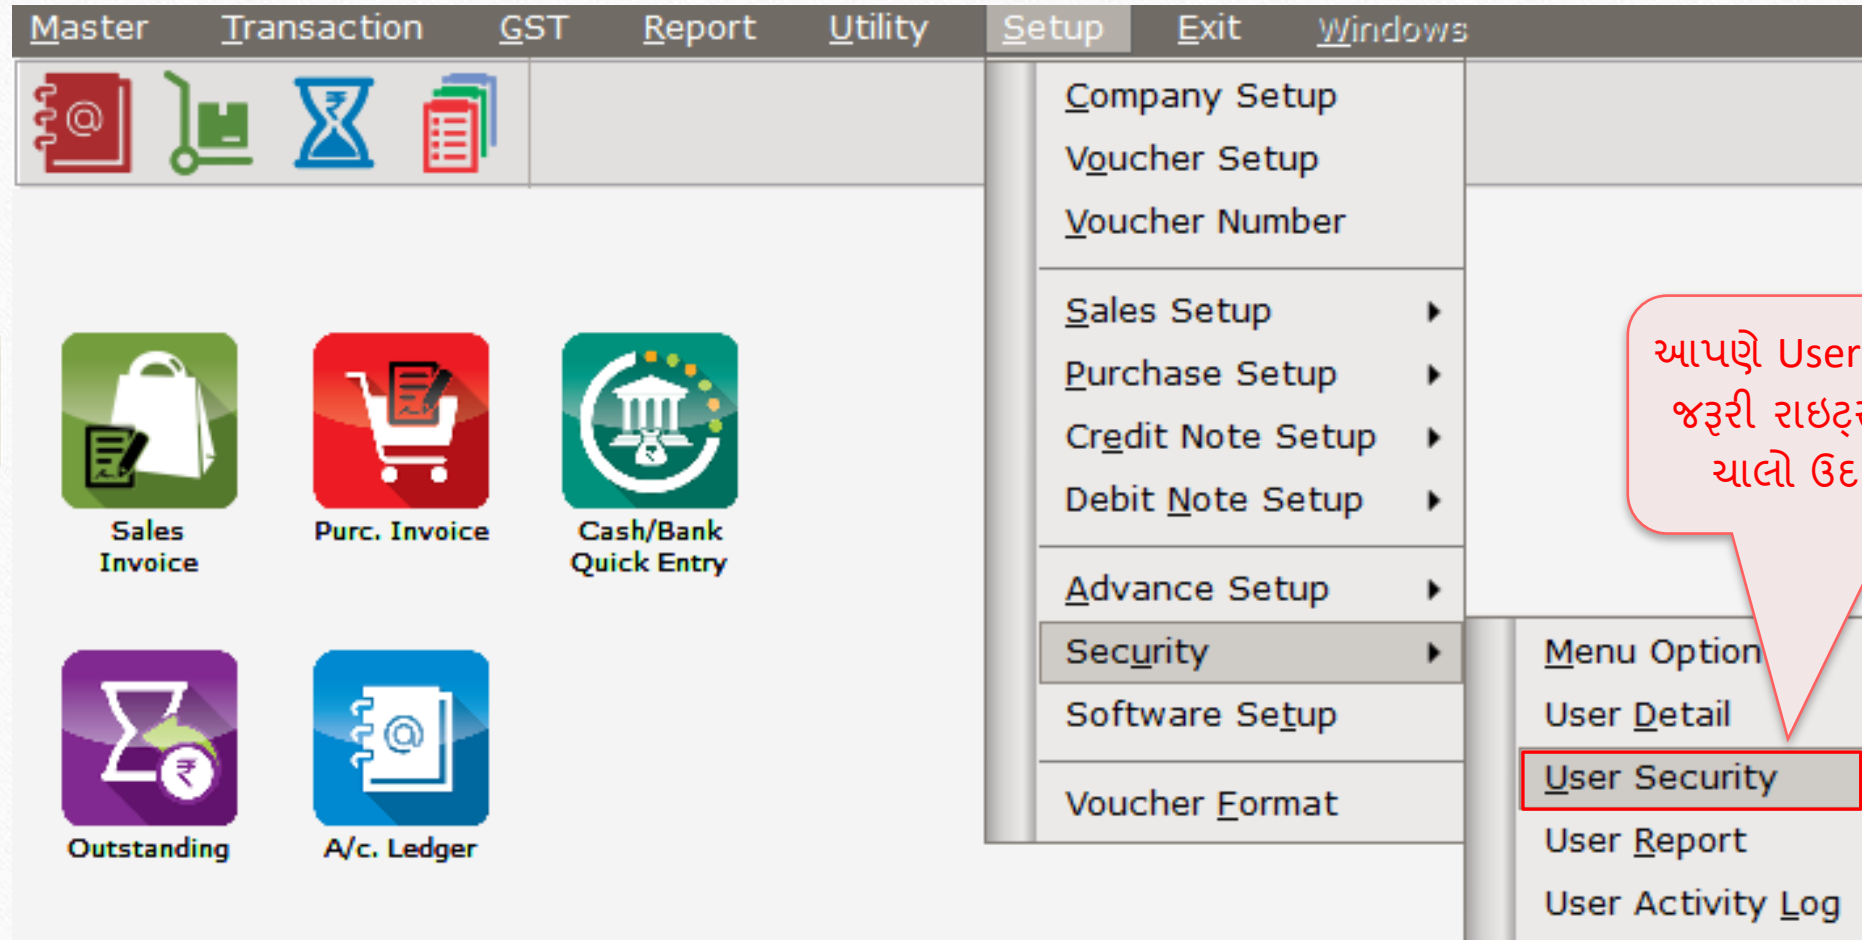 Master Transaction GST Report Utility Setup Exit Windows
Company Setup
Voucher Setup
Voucher Number
Sales Setup
Purchase Setup
Credit Note Setup
Debit Note Setup
Advance Setup
Security
Software Setup
Voucher Format
Menu Option
User Detail
User Security
User Report
User Activity Log
આપણે User
જરૂરી
ચાલો
Sales
Invoice
Purc. Invoice
Cash/Bank
Quick Entry
Outstanding
A/c. Ledger